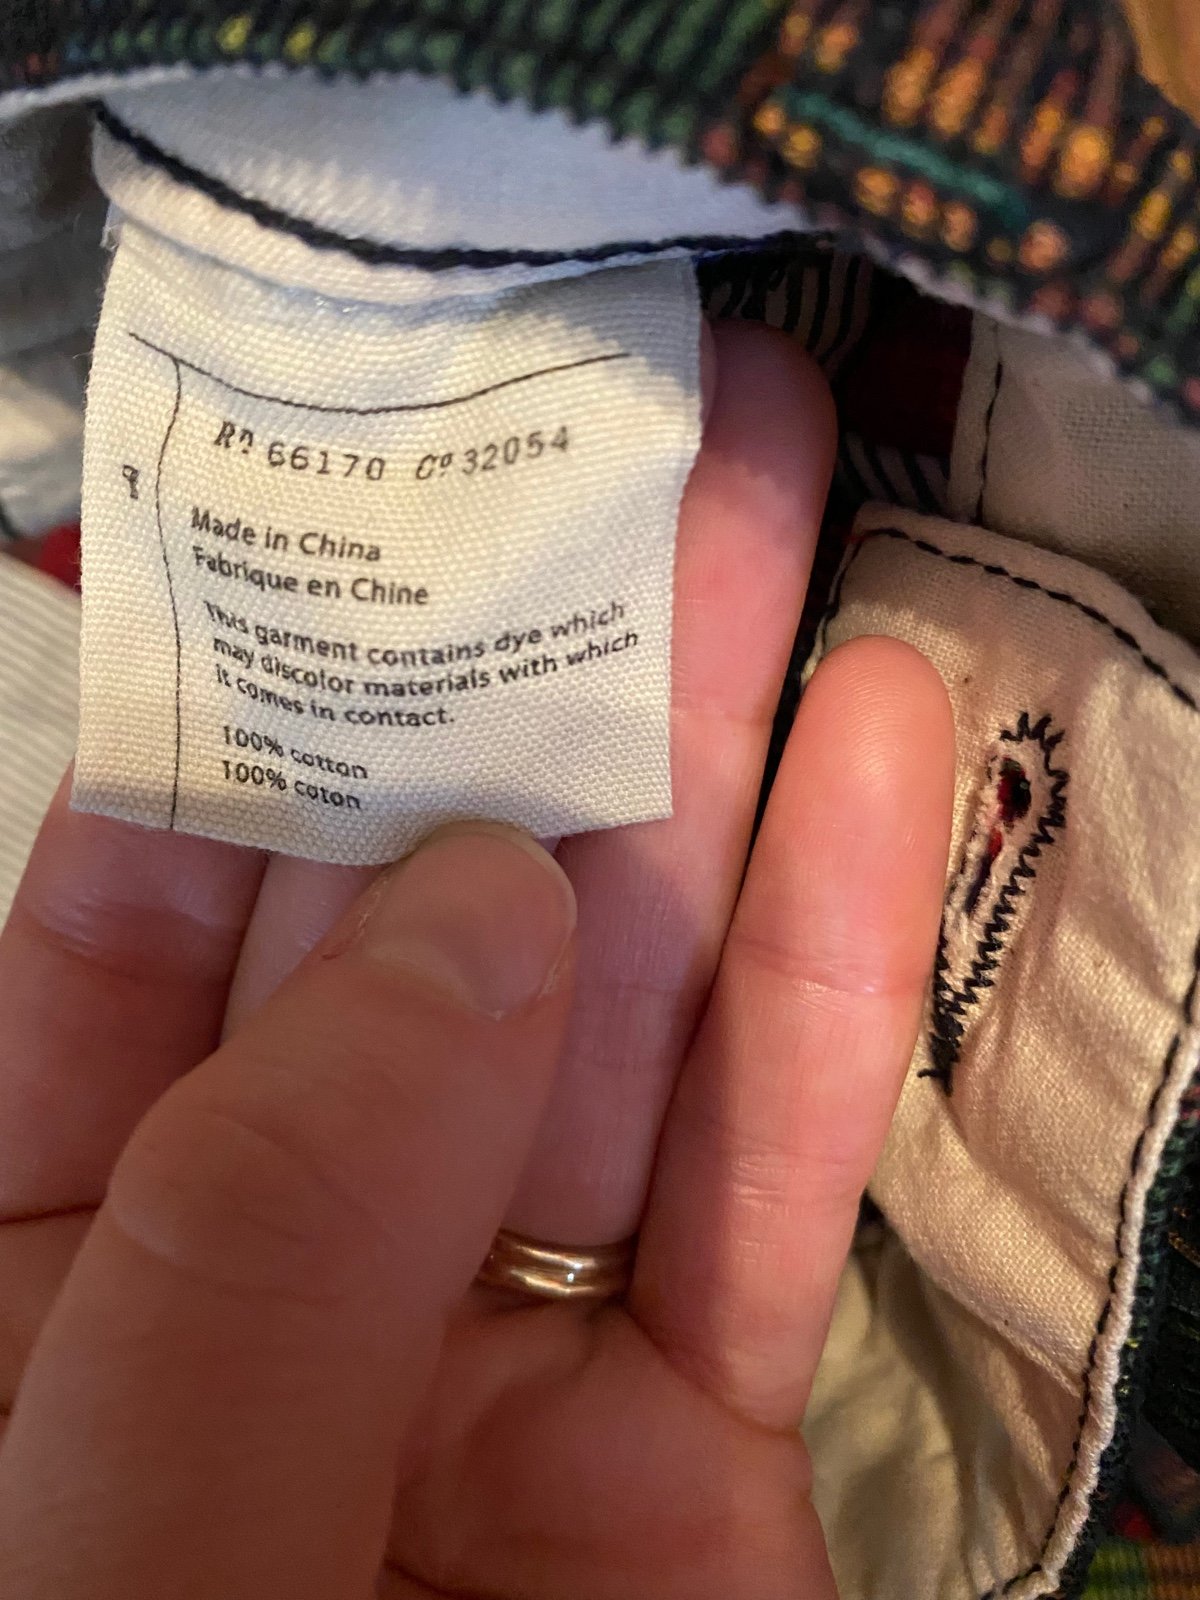 Rn 66170 Co 32054
Made in China
Fabrique en Chine
This garment contains dye which
may discolor materials with which
it comes in contact.
100% cotton
100% coton